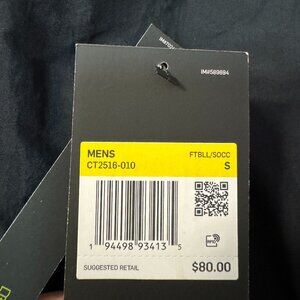 IM#589884
MENS FTBLL/SOCC
CT2516-010 S
1 94498 93413 5
SUGGESTED RETAIL $80.00